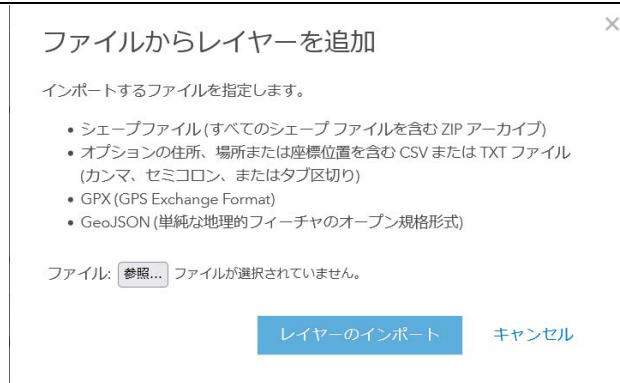 ファイルからレイヤーを追加
インポートするファイルを指定します。
• シェープファイル (すべてのシェープ ファイルを含む ZIP アーカイブ)
• オプションの住所、場所または座標位置を含む CSV または TXT ファイル
(カンマ、セミコロン、またはタブ区切り)
• GPX (GPS Exchange Format)
• GeoJSON (単純な地理的フィーチャのオープン規格形式)
ファイル: 参照... ファイルが選択されていません。
レイヤーのインポート キャンセル